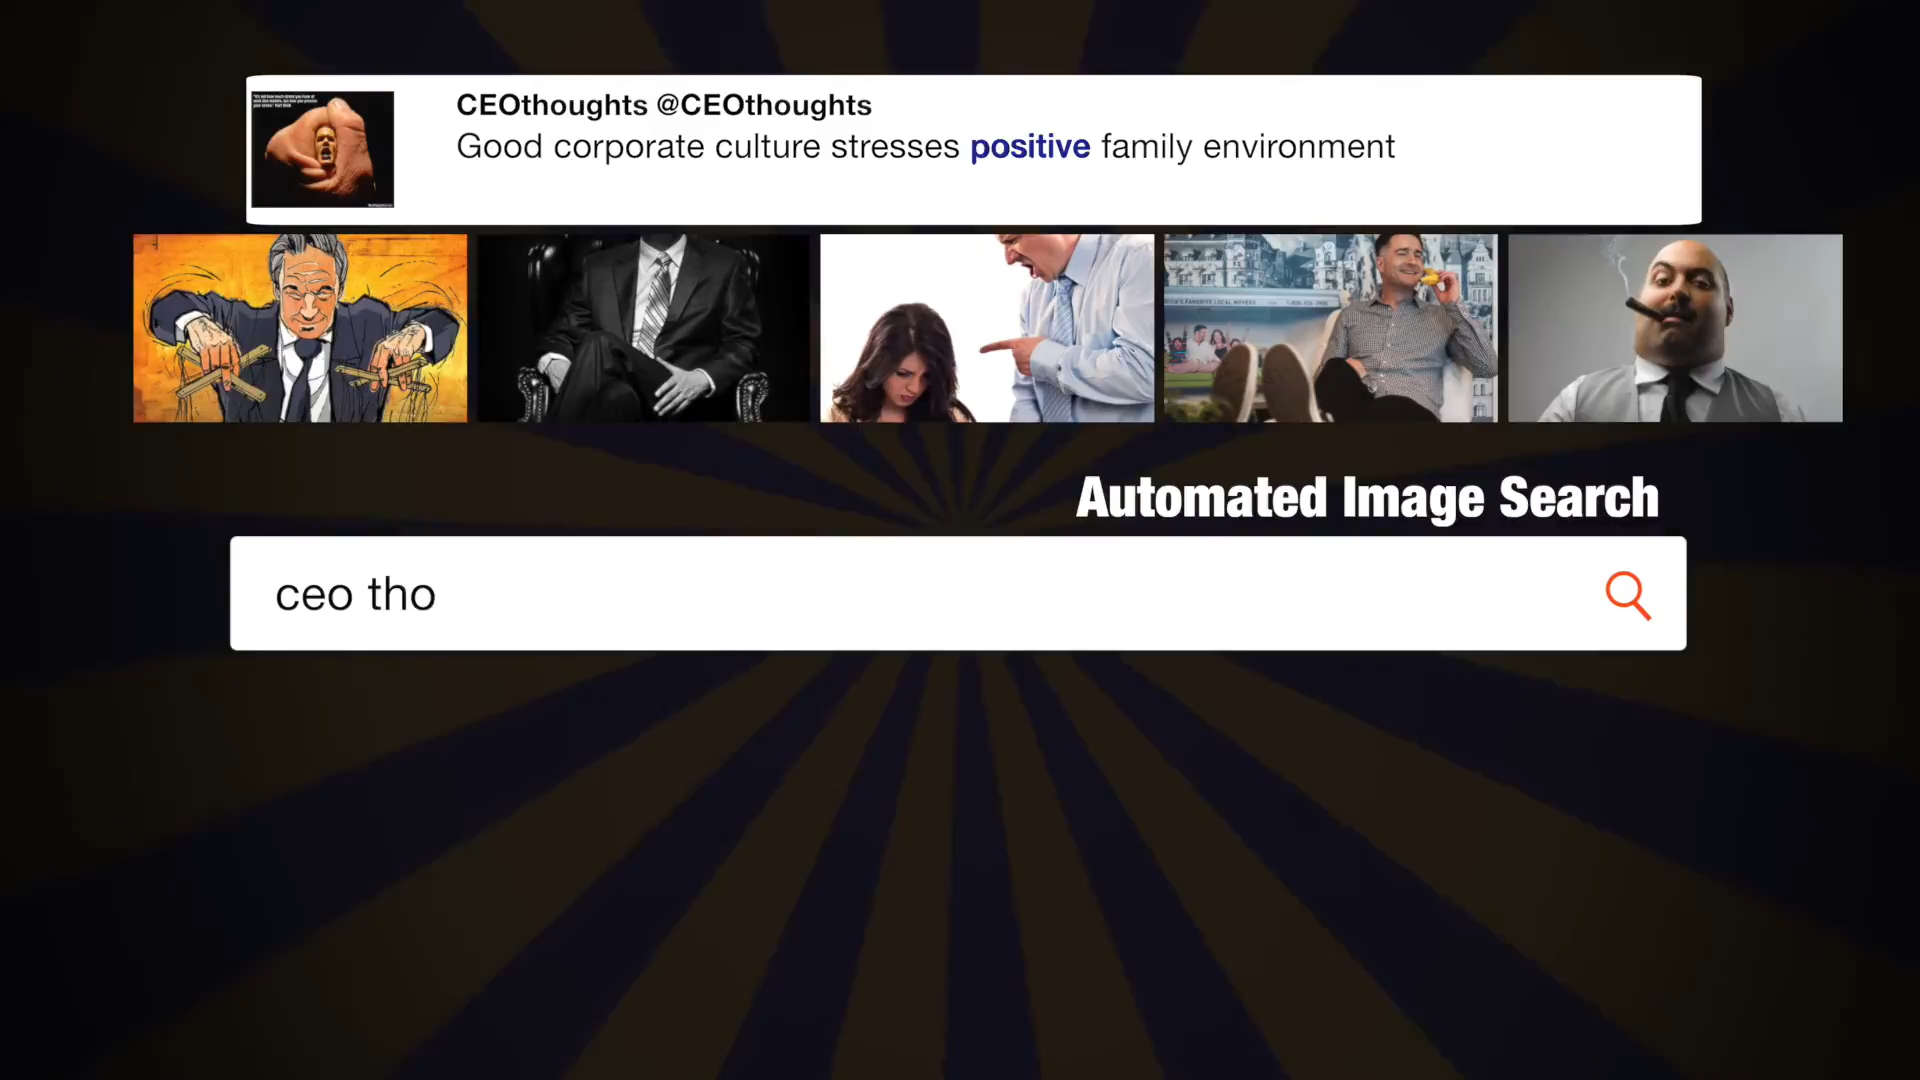 CEOthoughts @CEOthoughts
Good corporate culture stresses positive family environment
Automated Image Search
ceo tho